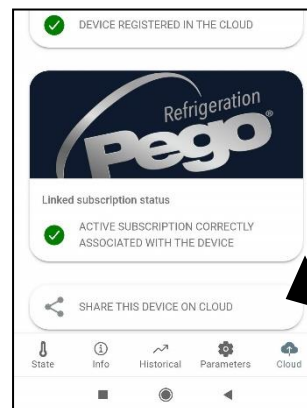 DEVICE REGISTERED IN THE CLOUD
Refrigeration
Pego®
Linked subscription status
ACTIVE SUBSCRIPTION CORRECTLY
ASSOCIATED WITH THE DEVICE
SHARE THIS DEVICE ON CLOUD
State Info Historical Parameters Cloud